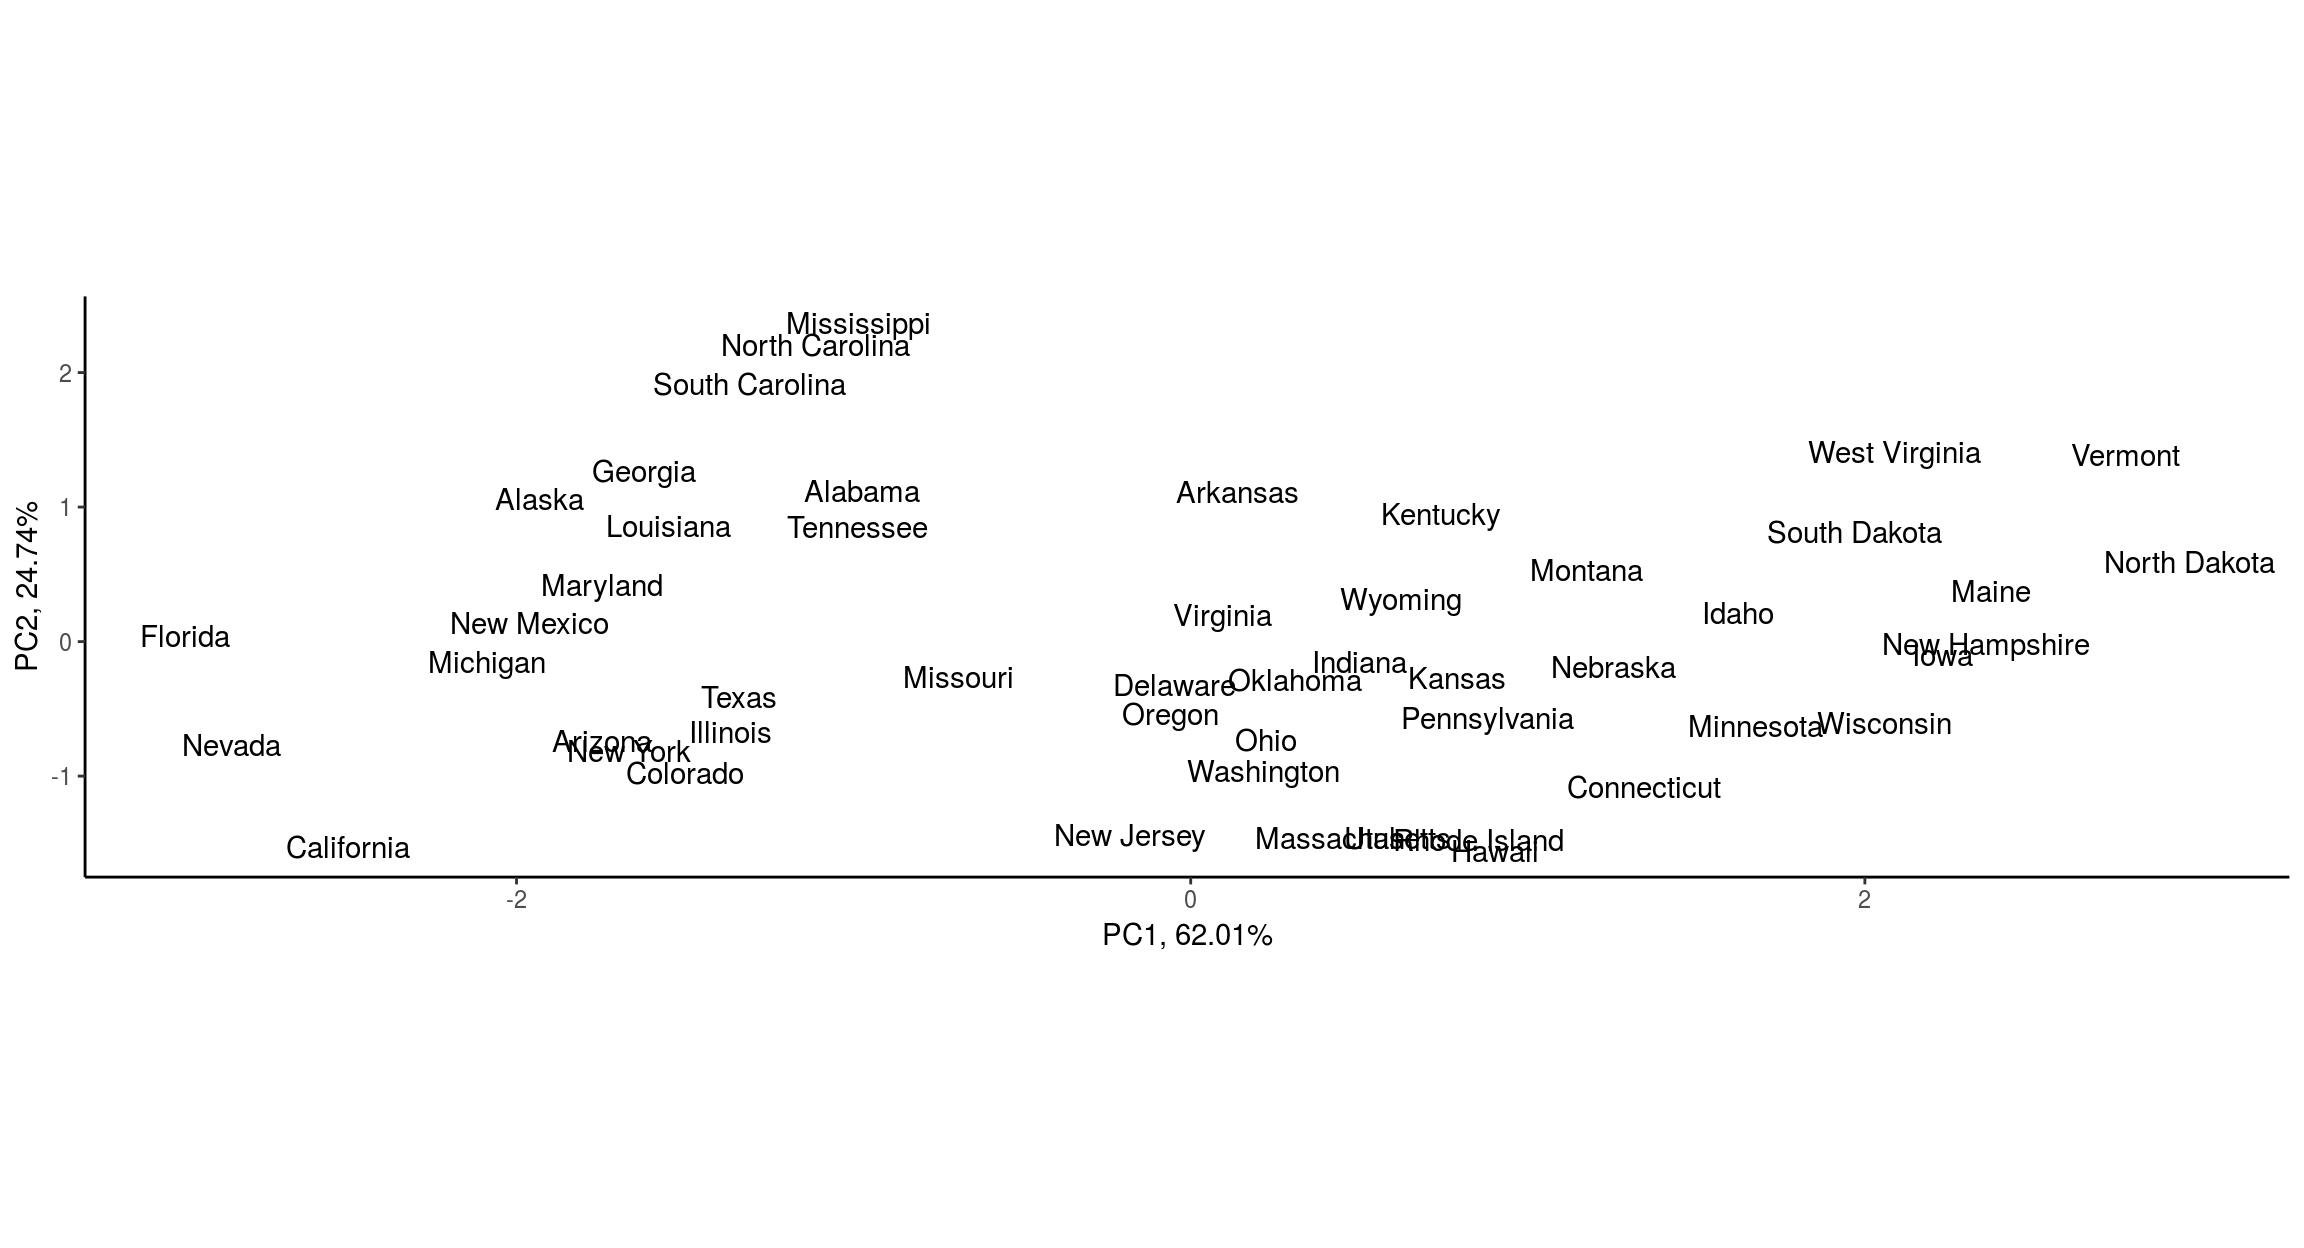 Mississippi
North Carolina
2
South Carolina
West Virginia
Vermont
Georgia
Alaska
Alabama
Arkansas
1
Kentucky
Louisiana
Tennessee
South Dakota
North Dakota
Montana
Maryland
Maine
Wyoming
Idaho
Virginia
New Mexico
PC2, 24.74%
Florida
0
New Hampshire
Iowa
Michigan
Indiana
Nebraska
Missouri
Delaware
Oklahoma
Kansas
Texas
Oregon
Pennsylvania
Minnesota
Wisconsin
Illinois
Nevada
Arizona
New York
Ohio
Colorado
-1
Washington
Connecticut
New Jersey
Massachusetts
Utah
Rhode Island
California
Hawaii
-2
0
2
PC1, 62.01%